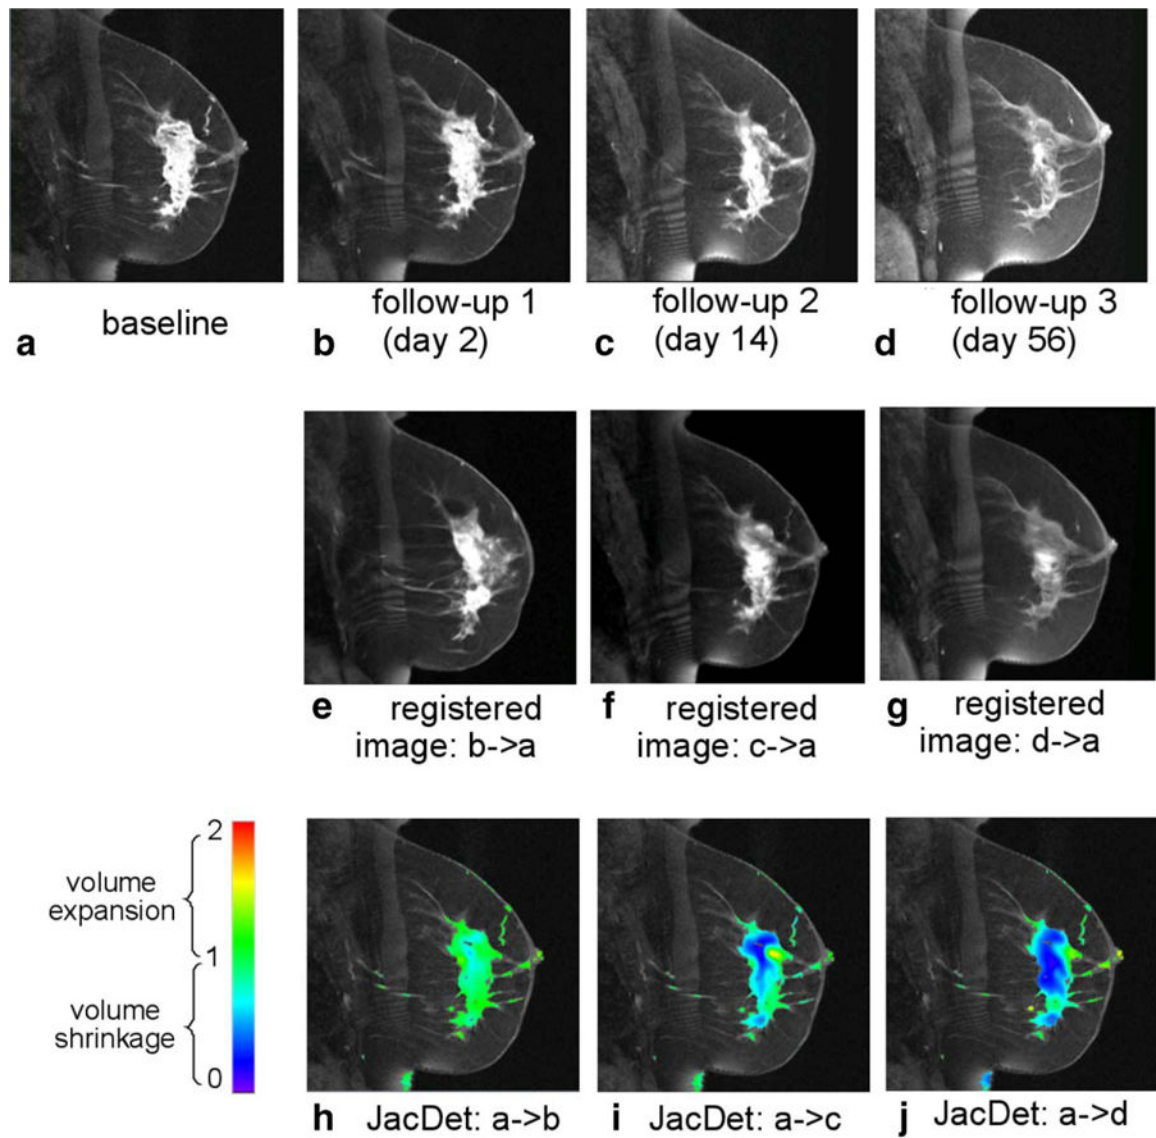 a baseline
b follow-up 1
(day 2)
c follow-up 2
(day 14)
d follow-up 3
(day 56)
e registered
image: b->a
f registered
image: c->a
g registered
image: d->a
2
volume
expansion
1
volume
shrinkage
0
h JacDet: a->b
i JacDet: a->c
j JacDet: a->d